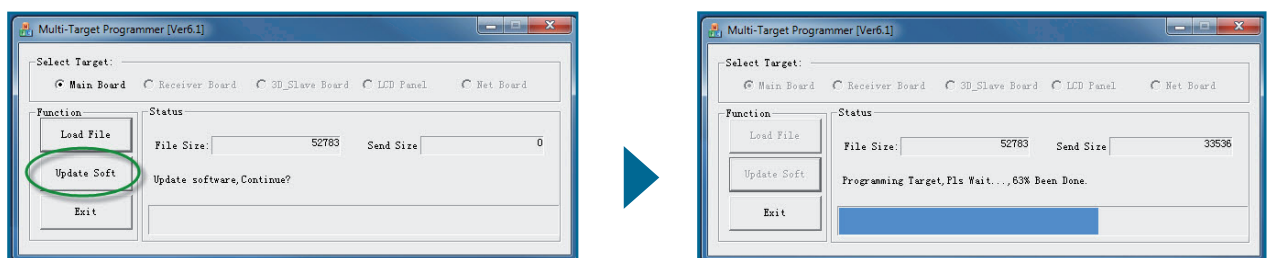 Multi-Target Programmer [Ver6.1]
Select Target:
Main Board Receiver Board 3D_Slave Board LCD Panel Net Board
Function
Status
Load File
File Size: 52783 Send Size 0
Update Soft
Update software,Continue?
Exit
Multi-Target Programmer [Ver6.1]
Select Target:
Main Board Receiver Board 3D_Slave Board LCD Panel Net Board
Function
Status
Load File
File Size: 52783 Send Size 33536
Update Soft
Programming Target,Pls Wait...,63% Been Done.
Exit